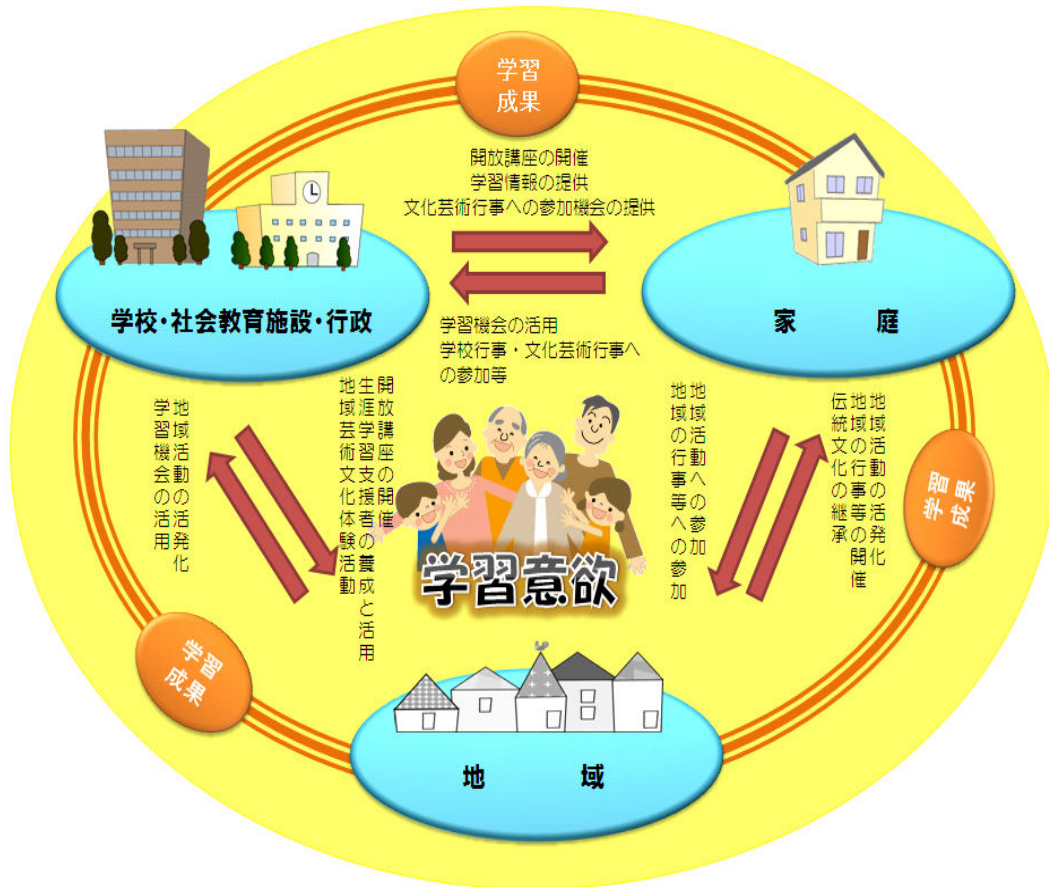 学習
成果
開放講座の開催
学習情報の提供
文化芸術行事への参加機会の提供
学校・社会教育施設・行政
家　庭
学習機会の活用
学校行事・文化芸術行事へ
の参加等
地域活動の活発化
学習機会の活用
開放講座の開催
生涯学習支援者の養成と活用
地域芸術文化体験活動
地域活動への参加
地域の行事等への参加
地域活動の活発化
地域の行事等の開催
伝統文化の継承
学習
成果
学習意欲
学習
成果
地　域